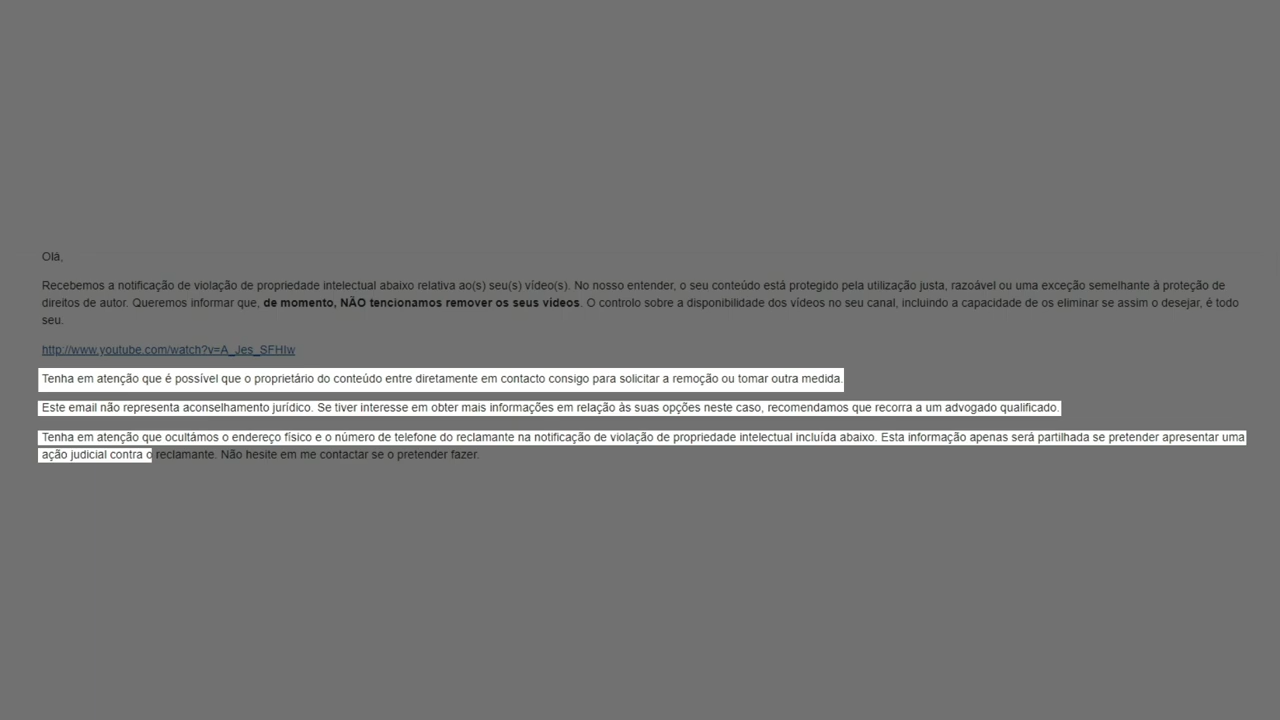 Olá,
Recebemos a notificação de violação de propriedade intelectual abaixo relativa ao(s) seu(s) vídeo(s). No nosso entender, o seu conteúdo está protegido pela utilização justa, razoável ou uma exceção semelhante à proteção de
direitos de autor. Queremos informar que, de momento, NÃO tencionamos remover os seus vídeos. O controlo sobre a disponibilidade dos vídeos no seu canal, incluindo a capacidade de os eliminar se assim o desejar, é todo
seu.
http://www.youtube.com/watch?v=A_Jes_SFHIw
Tenha em atenção que é possível que o proprietário do conteúdo entre diretamente em contacto consigo para solicitar a remoção ou tomar outra medida.
Este email não representa aconselhamento jurídico. Se tiver interesse em obter mais informações em relação às suas opções neste caso, recomendamos que recorra a um advogado qualificado.
Tenha em atenção que ocultámos o endereço físico e o número de telefone do reclamante na notificação de violação de propriedade intelectual incluída abaixo. Esta informação apenas será partilhada se pretender apresentar uma
ação judicial contra o reclamante. Não hesite em me contactar se o pretender fazer.